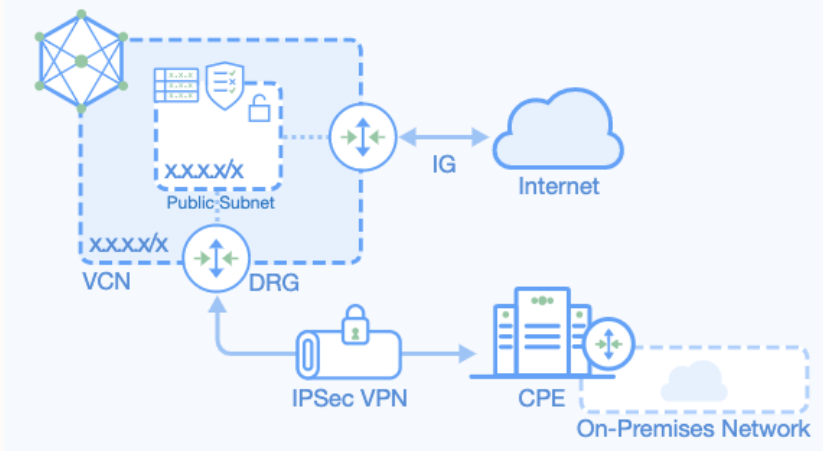 x.x.x
x.x.x
x.x.x
X.X.X.X/X
IG
Internet
Public Subnet
X.X.X.X/X
VCN
DRG
IPSec VPN
CPE
On-Premises Network